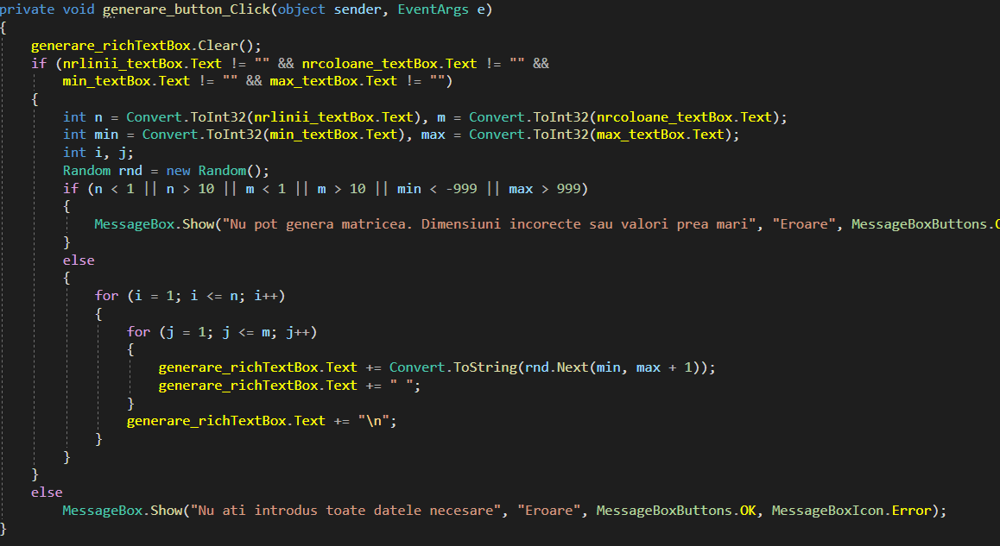 private void generare_button_Click(object sender, EventArgs e)
{
    generare_richTextBox.Clear();
    if (nrlinii_textBox.Text != "" && nrcoloane_textBox.Text != "" &&
        min_textBox.Text != "" && max_textBox.Text != "")
    {
        int n = Convert.ToInt32(nrlinii_textBox.Text), m = Convert.ToInt32(nrcoloane_textBox.Text);
        int min = Convert.ToInt32(min_textBox.Text), max = Convert.ToInt32(max_textBox.Text);
        int i, j;
        Random rnd = new Random();
        if (n < 1 || n > 10 || m < 1 || m > 10 || min < -999 || max > 999)
        {
            MessageBox.Show("Nu pot genera matricea. Dimensiuni incorecte sau valori prea mari", "Eroare", MessageBoxButtons.
        }
        else
        {
            for (i = 1; i <= n; i++)
            {
                for (j = 1; j <= m; j++)
                {
                    generare_richTextBox.Text += Convert.ToString(rnd.Next(min, max + 1));
                    generare_richTextBox.Text += " ";
                }
                generare_richTextBox.Text += "\n";
            }
        }
    }
    else
        MessageBox.Show("Nu ati introdus toate datele necesare", "Eroare", MessageBoxButtons.OK, MessageBoxIcon.Error);
}